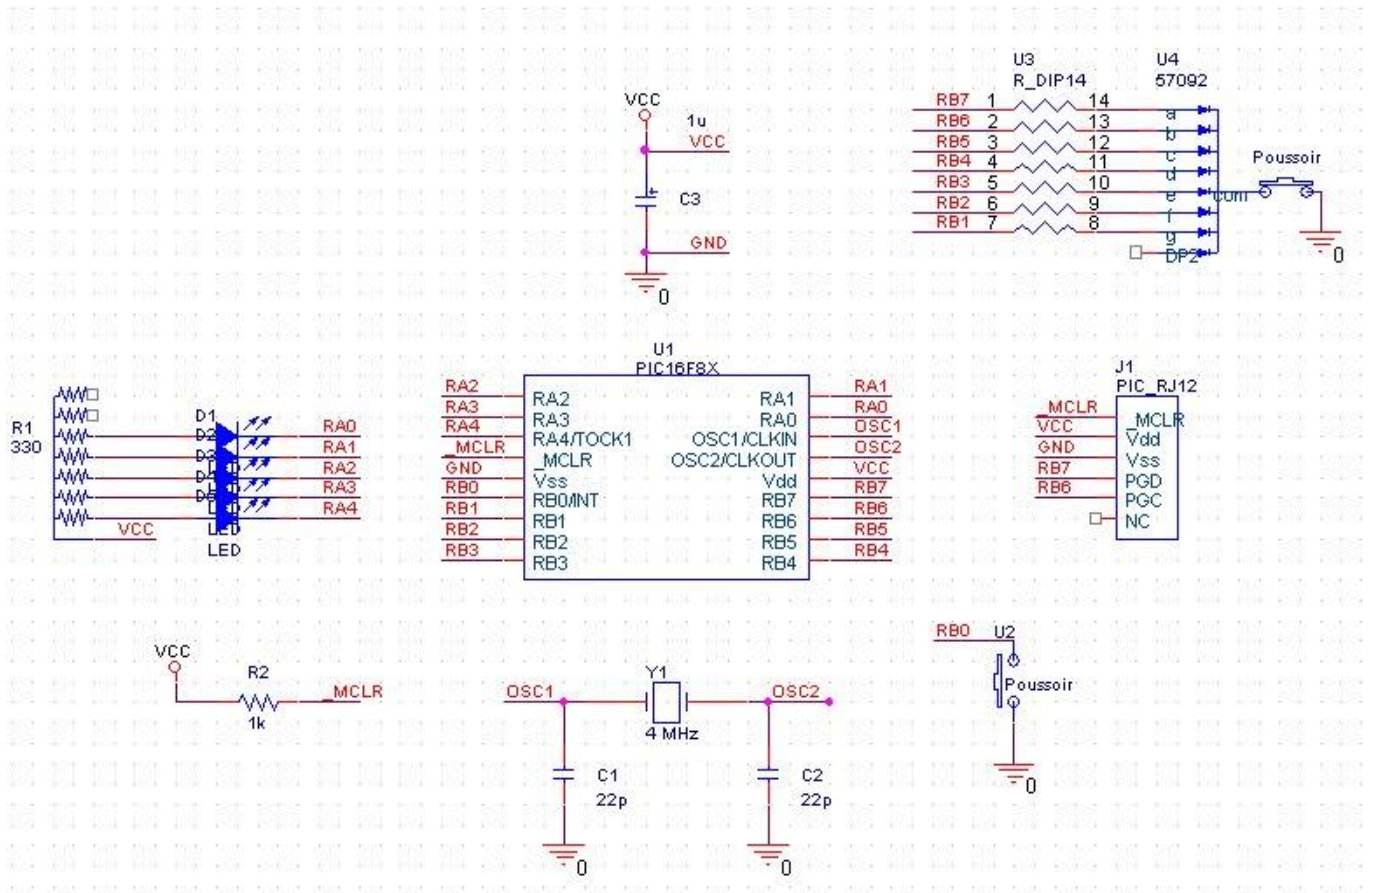 U3
R_DIP14
U4
57092
RB7 1 14 a
RB6 2 13 b
RB5 3 12 c
RB4 4 11 d
RB3 5 10 e
RB2 6 9 f
RB1 7 8 g
DP2
com
Poussoir
0
VCC
1u
VCC
C3
GND
0
U1
PIC16F8X
RA2 RA2 RA1 RA1
RA3 RA3 RA0 RA0
RA4 RA4/TOCK1 OSC1/CLKIN OSC1
_MCLR _MCLR OSC2/CLKOUT OSC2
GND Vss Vdd VCC
RB0 RB0/INT RB7 RB7
RB1 RB1 RB6 RB6
RB2 RB2 RB5 RB5
RB3 RB3 RB4 RB4
R1
330
D1
D2
D3
D4
D5
RA0
RA1
RA2
RA3
RA4
VCC
LED
LED
J1
PIC_RJ12
_MCLR _MCLR
VCC Vdd
GND Vss
RB7 PGD
RB6 PGC
NC
VCC
R2
_MCLR
1k
OSC1
Y1
OSC2
4 MHz
C1
22p
0
C2
22p
0
RB0
U2
Poussoir
0